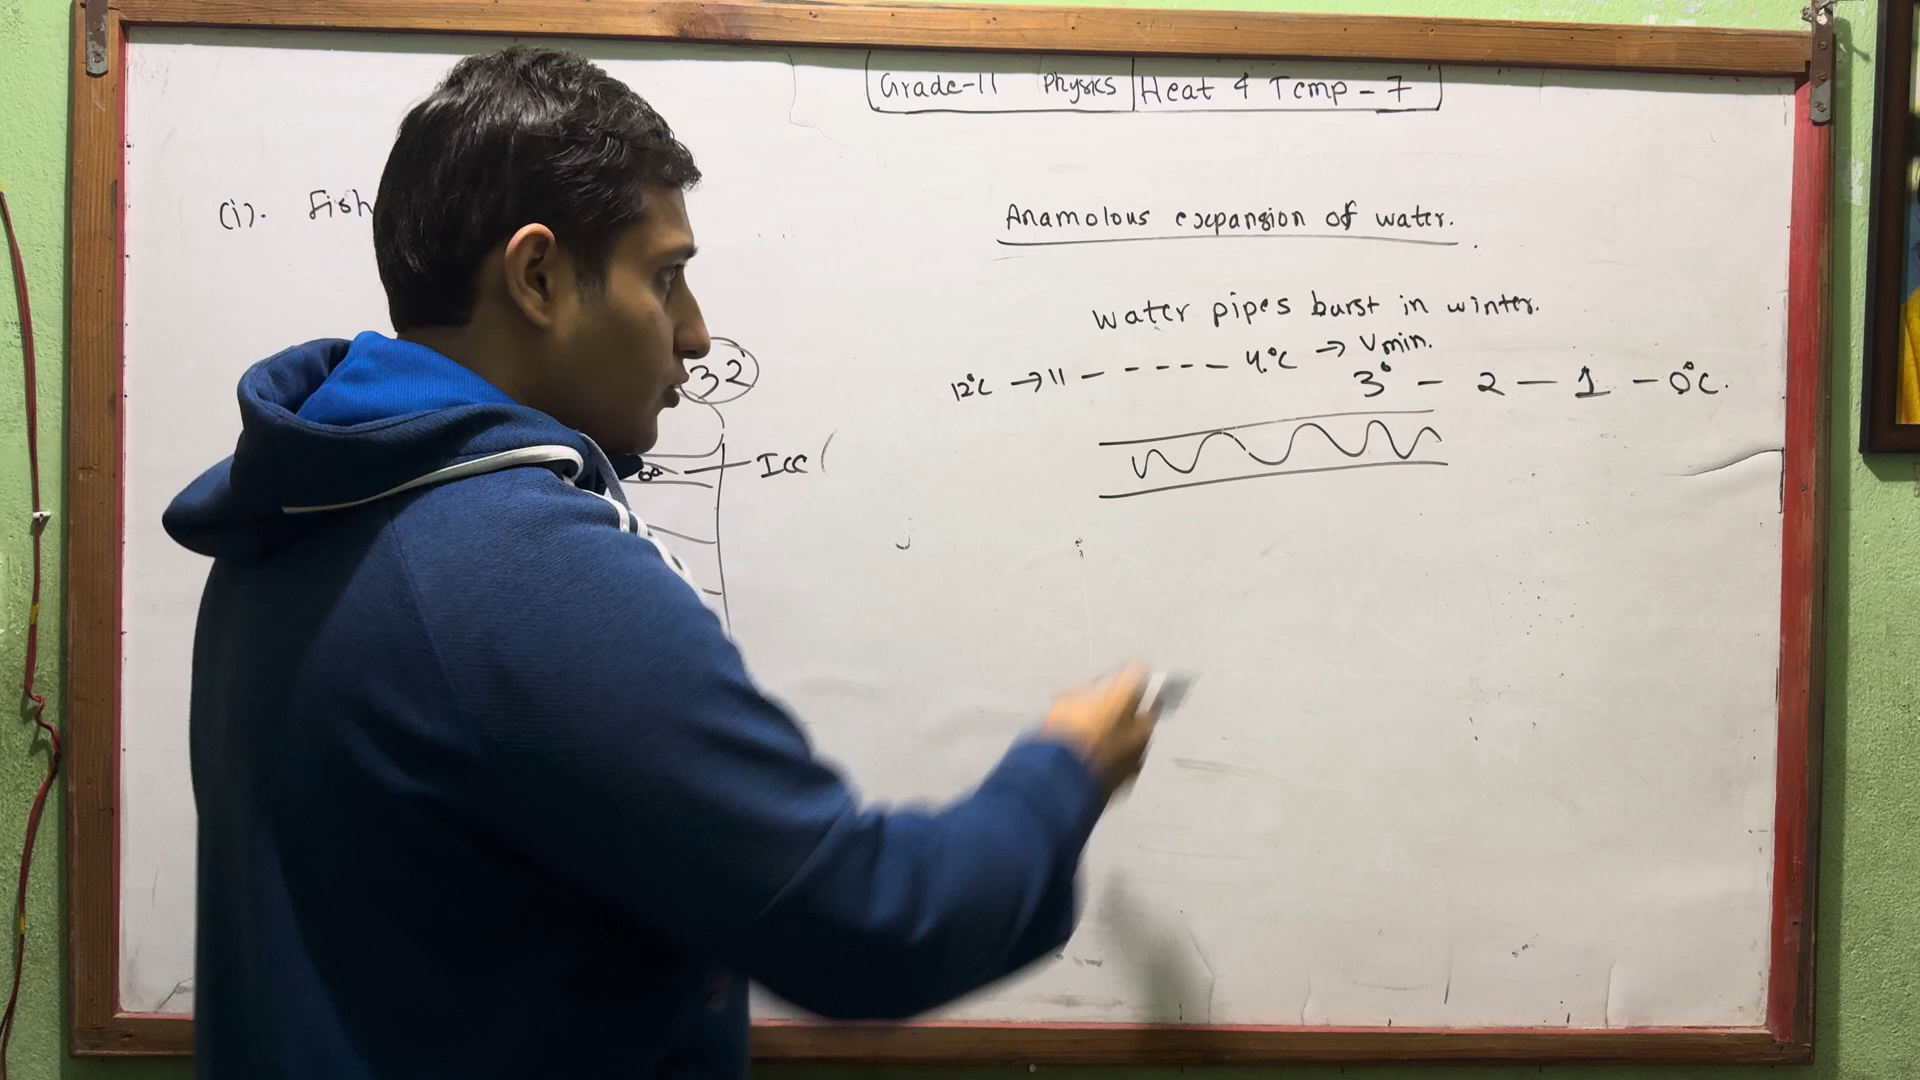 Grade-11 Physics Heat & Temp - 7
(i). fish
32
Ice (
Anamolous expansion of water.
water pipes burst in winter.
12°C → 11 - - - - - 4°C → Vmin.
3° - 2 - 1 - 0°C.